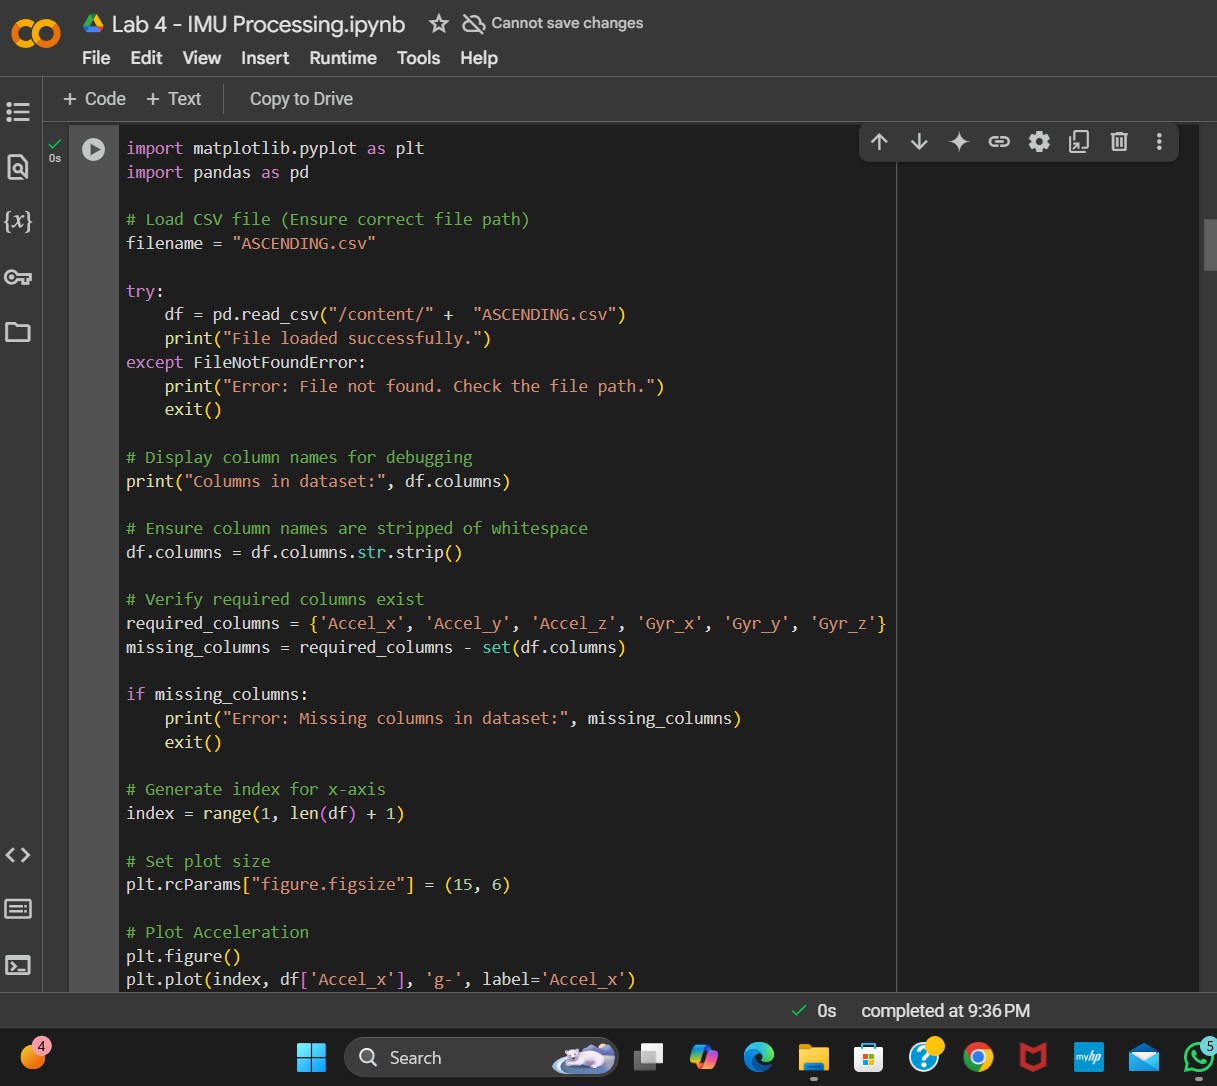 Lab 4 - IMU Processing.ipynb
Cannot save changes
File Edit View Insert Runtime Tools Help
+ Code + Text Copy to Drive
0s
import matplotlib.pyplot as plt
import pandas as pd
# Load CSV file (Ensure correct file path)
filename = "ASCENDING.csv"
try:
    df = pd.read_csv("/content/" +  "ASCENDING.csv")
    print("File loaded successfully.")
except FileNotFoundError:
    print("Error: File not found. Check the file path.")
    exit()
# Display column names for debugging
print("Columns in dataset:", df.columns)
# Ensure column names are stripped of whitespace
df.columns = df.columns.str.strip()
# Verify required columns exist
required_columns = {'Accel_x', 'Accel_y', 'Accel_z', 'Gyr_x', 'Gyr_y', 'Gyr_z'}
missing_columns = required_columns - set(df.columns)
if missing_columns:
    print("Error: Missing columns in dataset:", missing_columns)
    exit()
# Generate index for x-axis
index = range(1, len(df) + 1)
# Set plot size
plt.rcParams["figure.figsize"] = (15, 6)
# Plot Acceleration
plt.figure()
plt.plot(index, df['Accel_x'], 'g-', label='Accel_x')
{x}
0s completed at 9:36 PM
4
Search
?
myhp
5